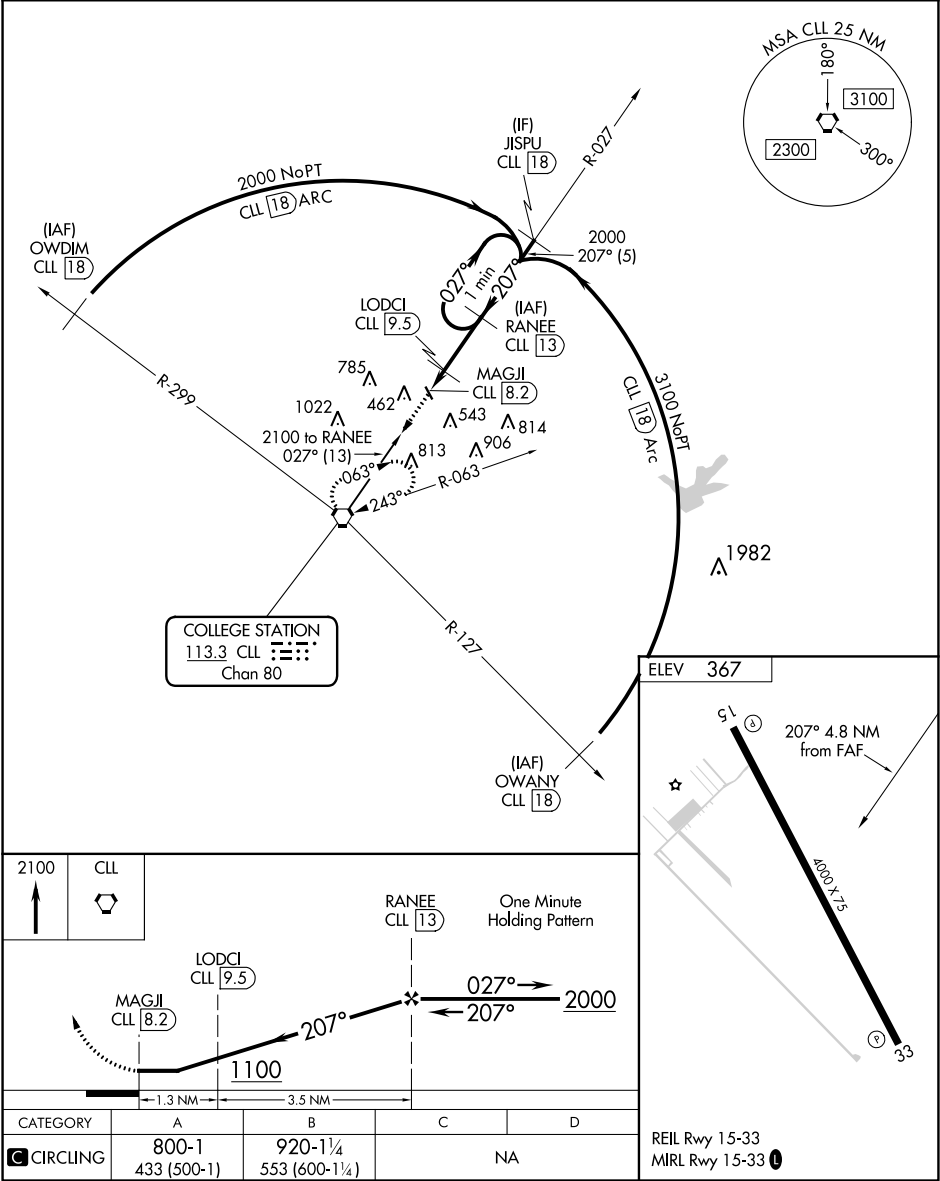 MSA CLL 25 NM
180°
3100
2300
300°
(IF)
JISPU
CLL 18
R-027
2000 NoPT
CLL 18 ARC
(IAF)
OWDIM
CLL 18
2000
207° (5)
027°
1 min
207°
LODCI
CLL 9.5
(IAF)
RANEE
CLL 13
MAGJI
CLL 8.2
3100 NoPT
CLL 18 Arc
R-299
785
462
1022
543
814
906
813
2100 to RANEE
027° (13)
063°
243°
R-063
1982
COLLEGE STATION
113.3 CLL
Chan 80
R-127
(IAF)
OWANY
CLL 18
ELEV 367
15
P
207° 4.8 NM
from FAF
4000 X 75
P
33
REIL Rwy 15-33
MIRL Rwy 15-33 L
2100
CLL
RANEE
CLL 13
One Minute
Holding Pattern
LODCI
CLL 9.5
MAGJI
CLL 8.2
027°
207°
2000
207°
1100
1.3 NM
3.5 NM
CATEGORY A B C D
C CIRCLING
800-1
433 (500-1)
920-1¼
553 (600-1¼)
NA